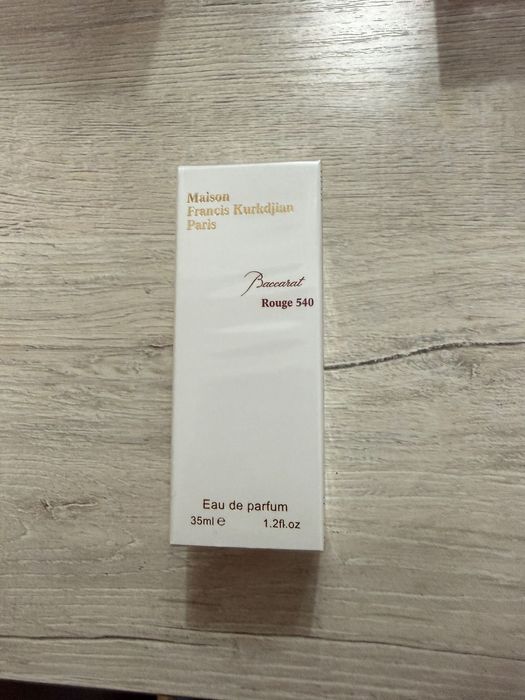 Maison
Francis Kurkdjian
Paris
Baccarat
Rouge 540
Eau de parfum
35ml ℮ 1.2fl.oz